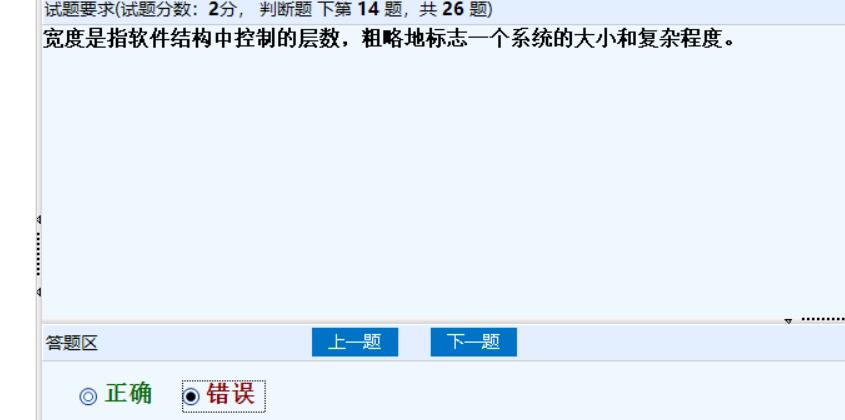 试题要求(试题分数：2分， 判断题 下第 14 题，共 26 题)
宽度是指软件结构中控制的层数，粗略地标志一个系统的大小和复杂程度。
答题区 上一题 下一题
正确 错误